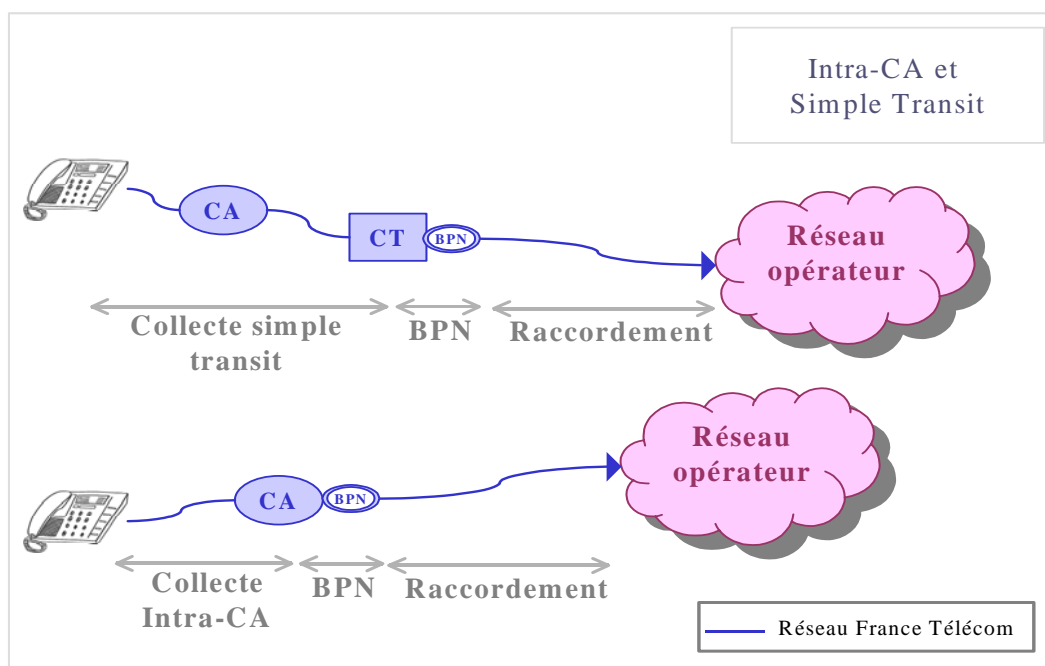 Intra-CA et
Simple Transit
CA
CT
BPN
Réseau
opérateur
Collecte simple
transit
BPN
Raccordement
Réseau
opérateur
CA
BPN
Collecte
Intra-CA
BPN
Raccordement
Réseau France Télécom